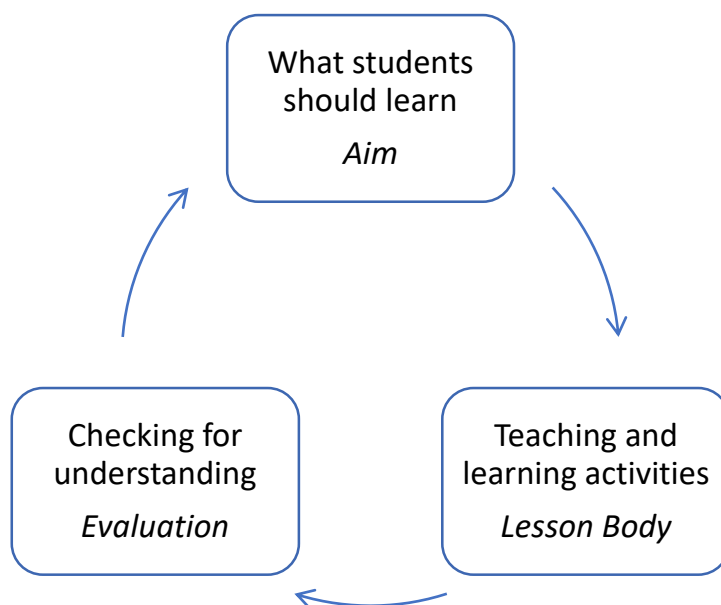 What students
should learn
Aim
Checking for
understanding
Evaluation
Teaching and
learning activities
Lesson Body